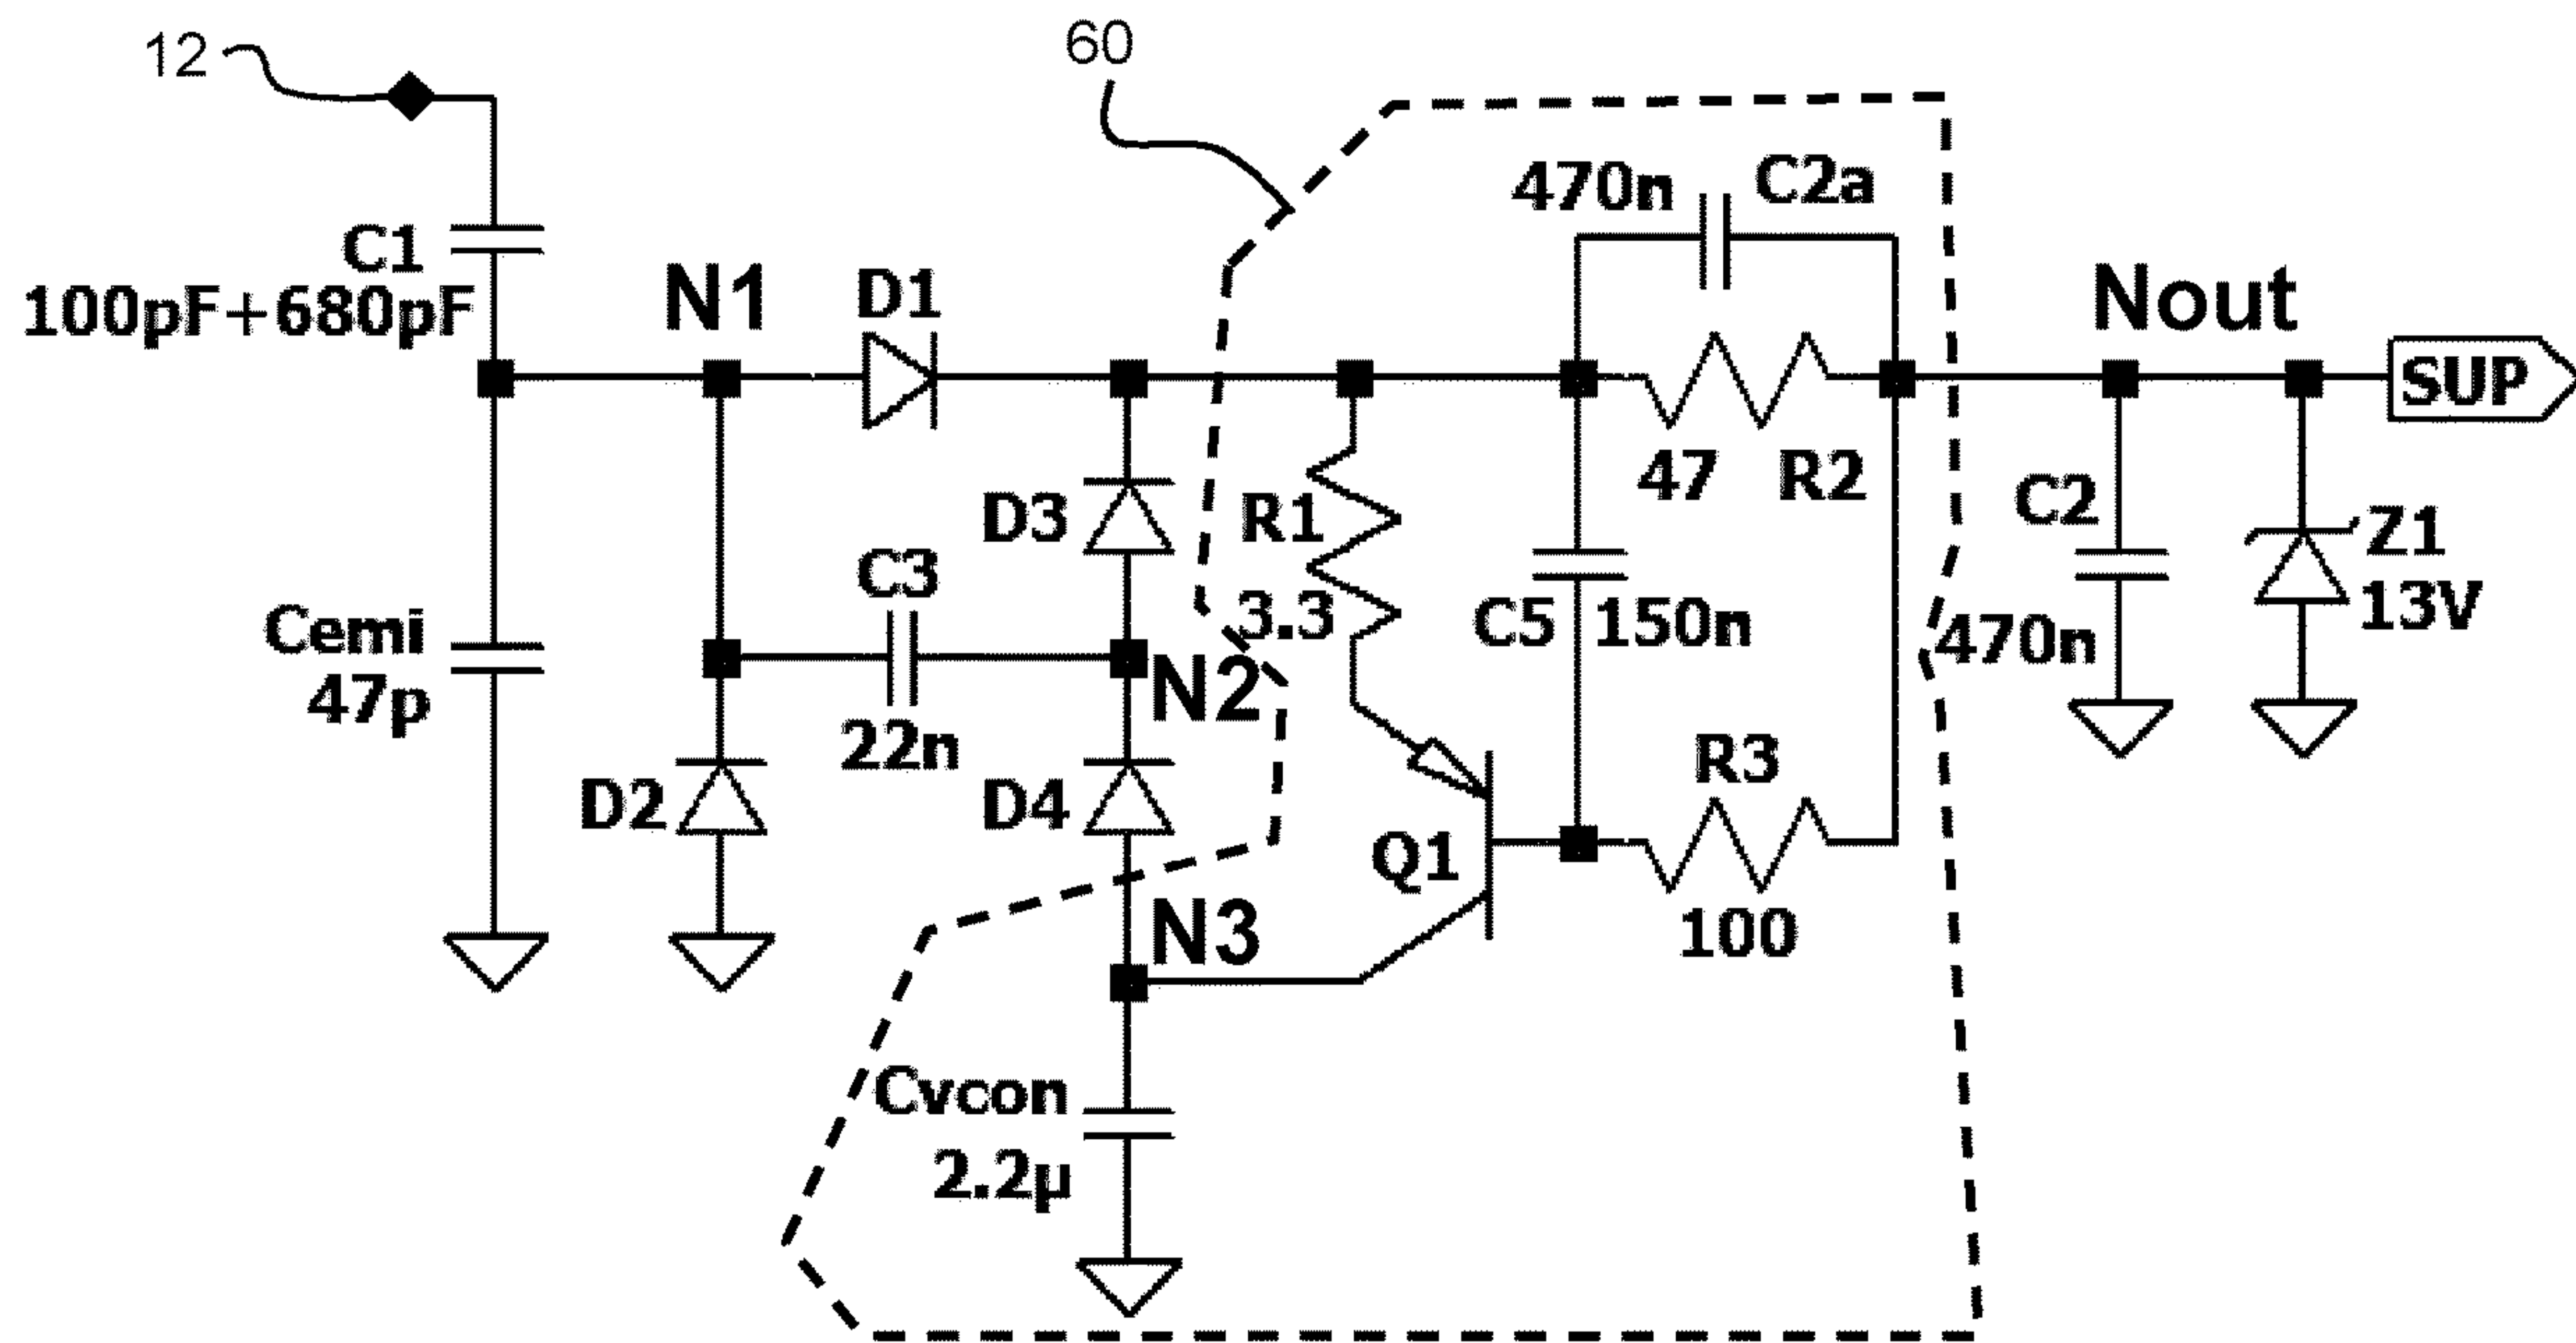 12
60
470n
C2a
C1
100pF+680pF
N1
D1
Nout
SUP
47
R2
D3
R1
3.3
C2
470n
Z1
13V
C3
22n
Cemi
47p
C5
150n
N2
D2
D4
R3
100
Q1
N3
Cvcon
2.2µ